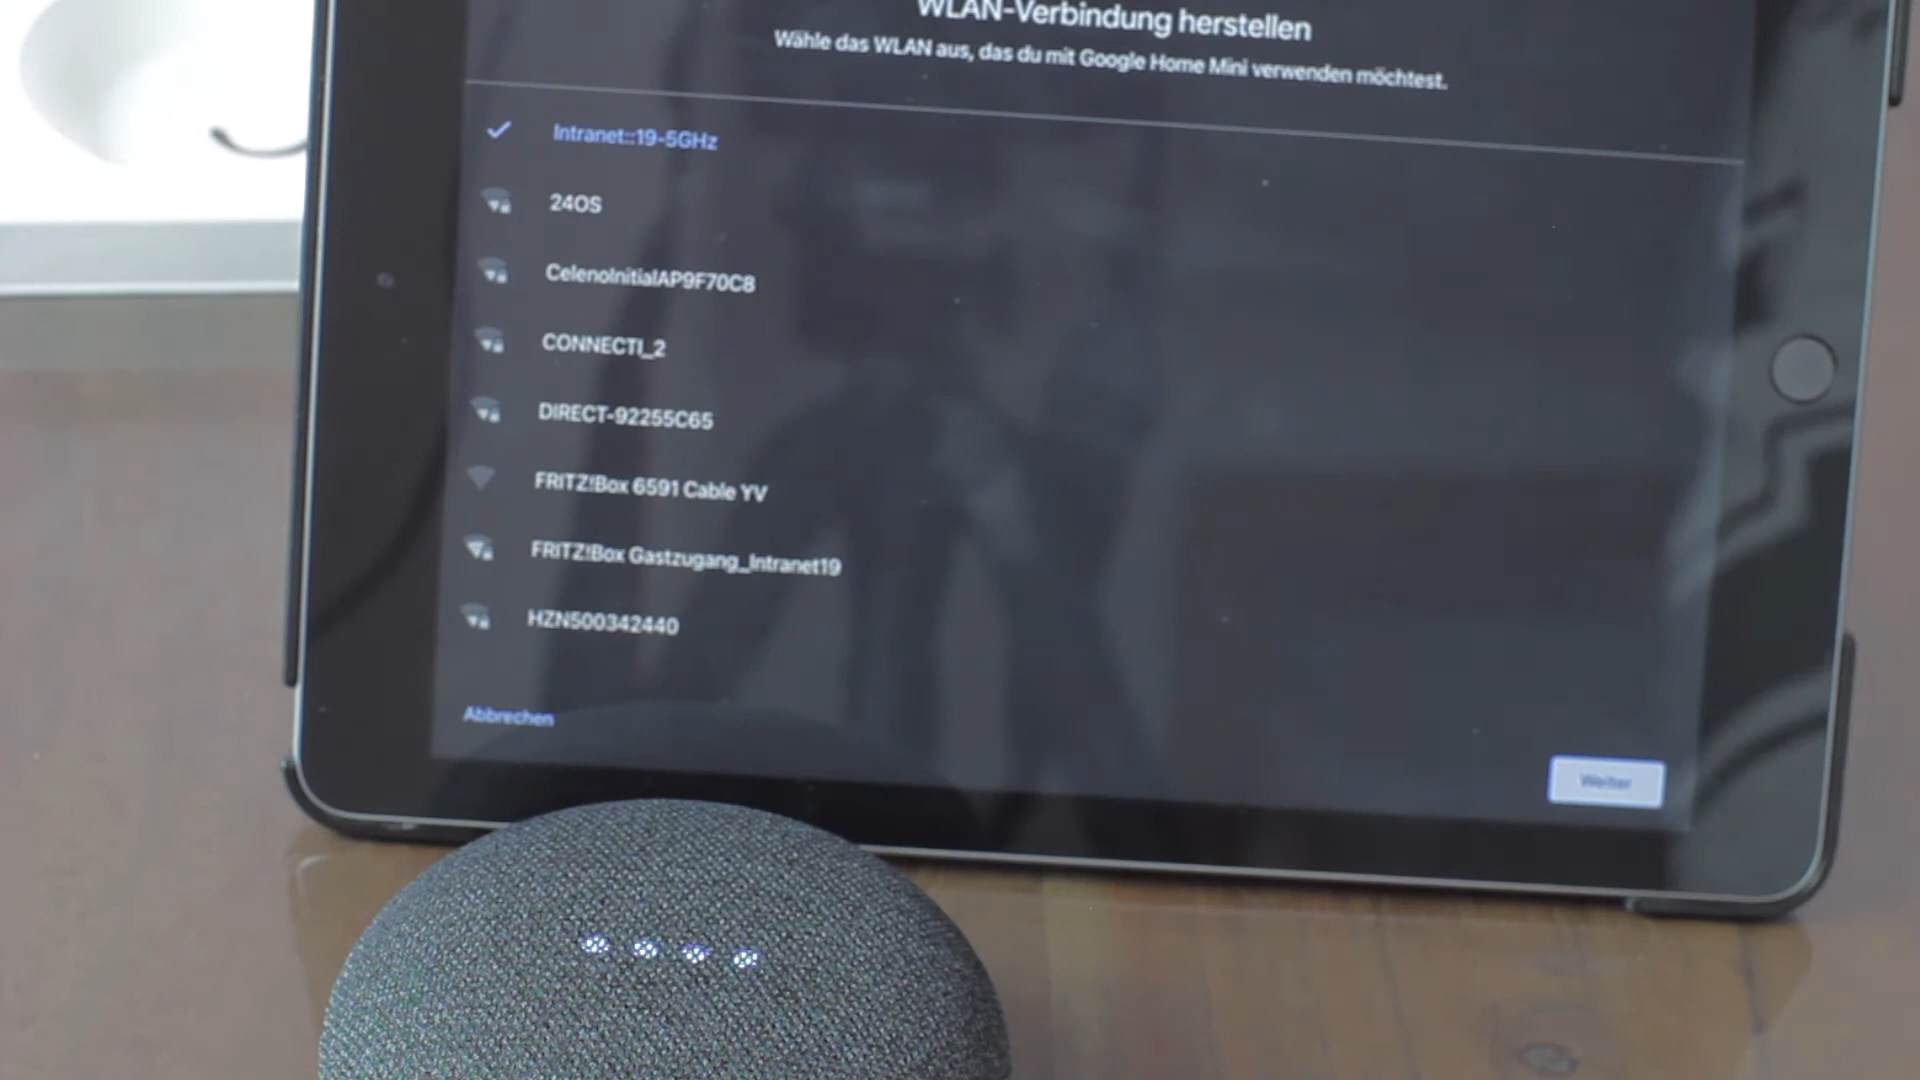 WLAN-Verbindung herstellen
Wähle das WLAN aus, das du mit Google Home Mini verwenden möchtest.
Intranet::19-5GHz
24OS
CelenoInitialAP9F70C8
CONNECTI_2
DIRECT-92255C65
FRITZ!Box 6591 Cable YV
FRITZ!Box Gastzugang_Intranet19
HZN500342440
Abbrechen
Weiter